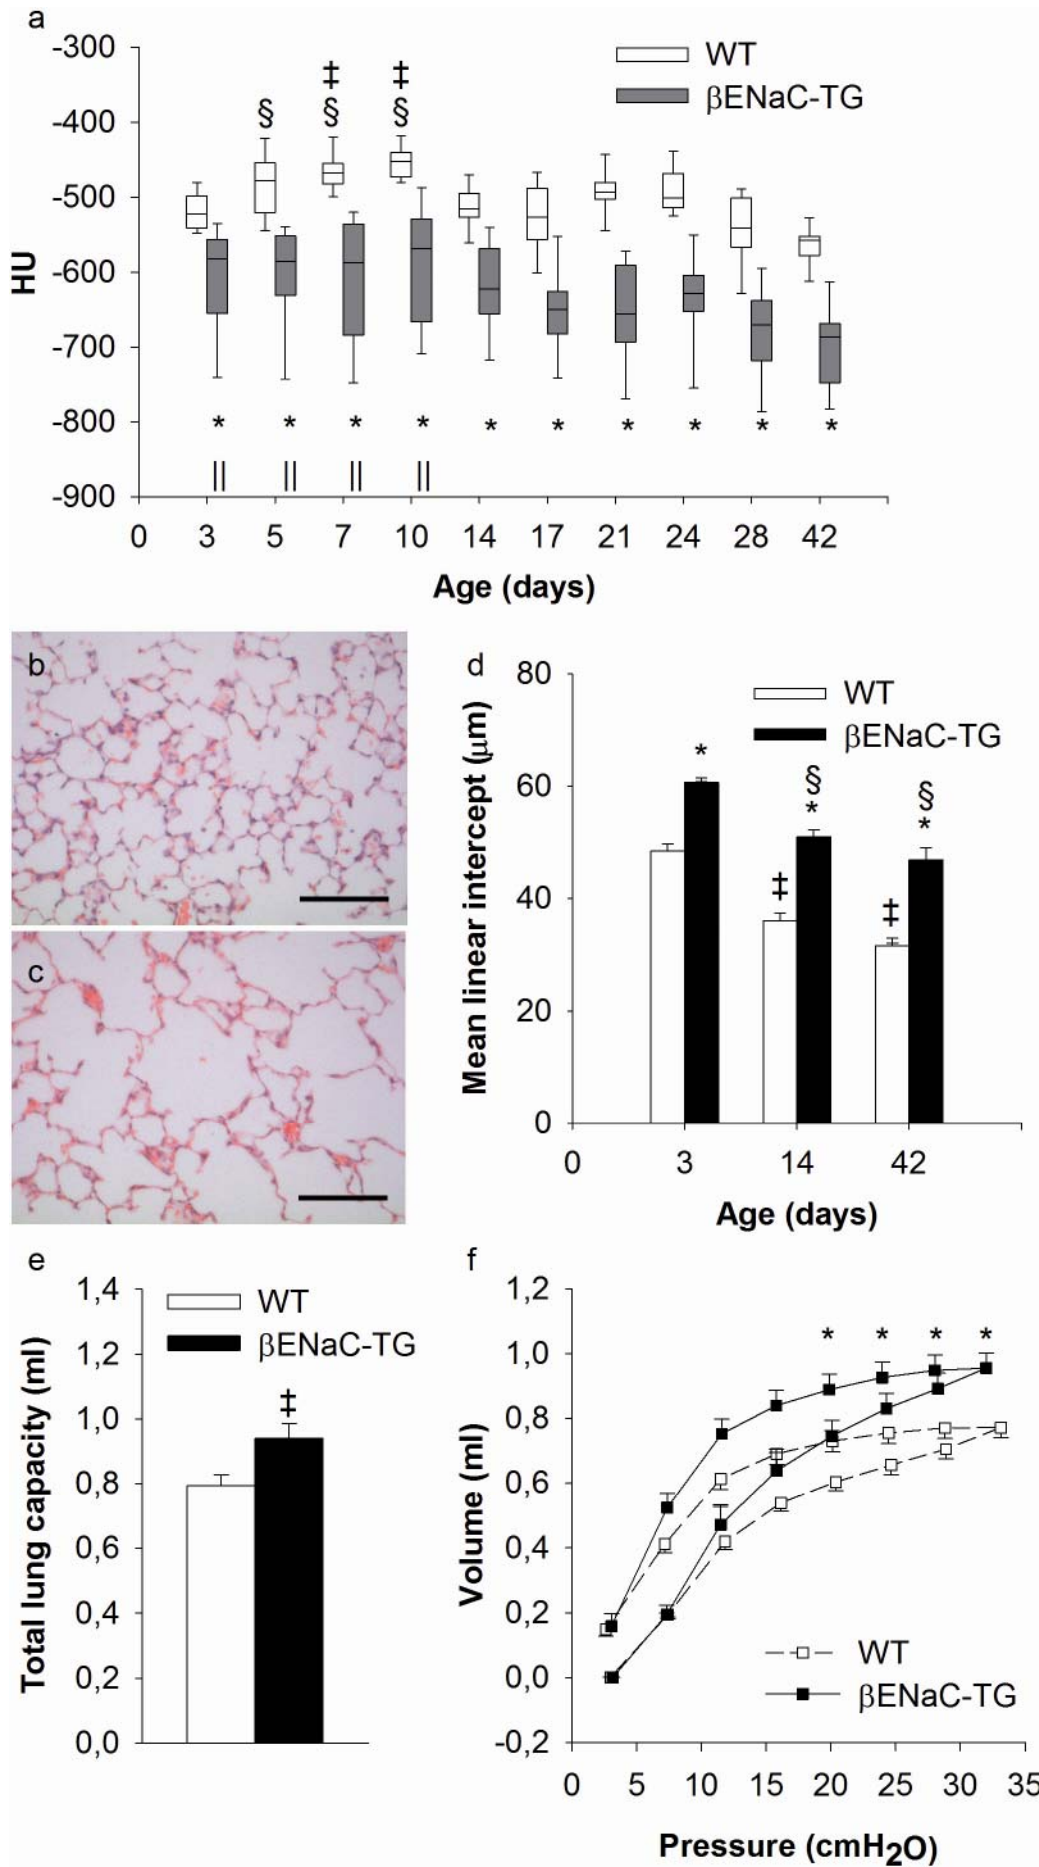 a
-300
-400
-500
-600
-700
-800
-900
HU
WT
βENaC-TG
‡ ‡
§ § §
* * * * * * * * * *
|| || || ||
0 3 5 7 10 14 17 21 24 28 42
Age (days)
b
c
d
80
60
40
20
0
Mean linear intercept (μm)
WT
βENaC-TG
*
§
*
§
*
‡
‡
0 3 14 42
Age (days)
e
1,4
1,2
1,0
0,8
0,6
0,4
0,2
0,0
Total lung capacity (ml)
WT
βENaC-TG
‡
f
1,2
1,0
0,8
0,6
0,4
0,2
0,0
-0,2
Volume (ml)
* * * *
WT
βENaC-TG
0 5 10 15 20 25 30 35
Pressure (cmH2O)